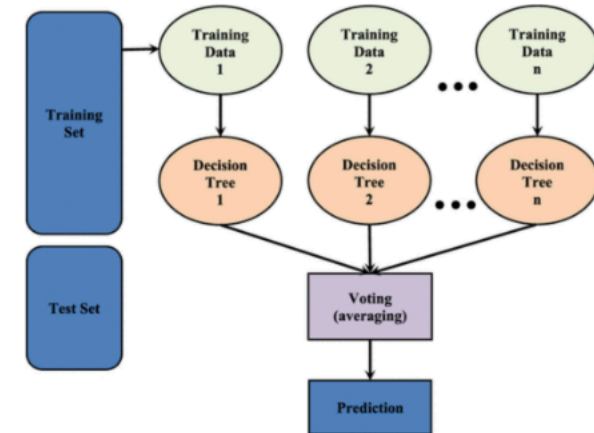 Training
Set
Test Set
Training
Data
1
Training
Data
2
Training
Data
n
Decision
Tree
1
Decision
Tree
2
Decision
Tree
n
Voting
(averaging)
Prediction